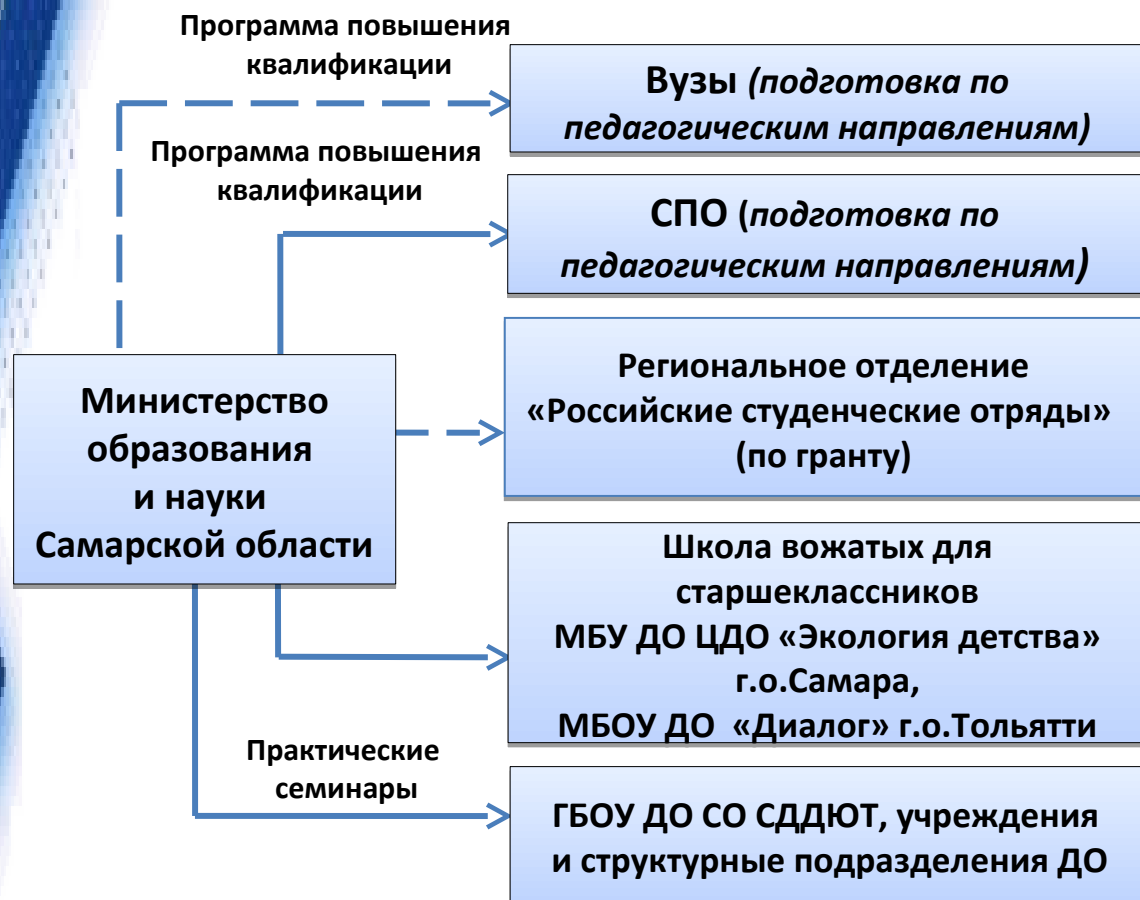 Программа повышения
квалификации
Вузы (подготовка по
педагогическим направлениям)
Программа повышения
квалификации
СПО (подготовка по
педагогическим направлениям)
Министерство
образования
и науки
Самарской области
Региональное отделение
«Российские студенческие отряды»
(по гранту)
Школа вожатых для
старшеклассников
МБУ ДО ЦДО «Экология детства»
г.о.Самара,
МБОУ ДО «Диалог» г.о.Тольятти
Практические
семинары
ГБОУ ДО СО СДДЮТ, учреждения
и структурные подразделения ДО